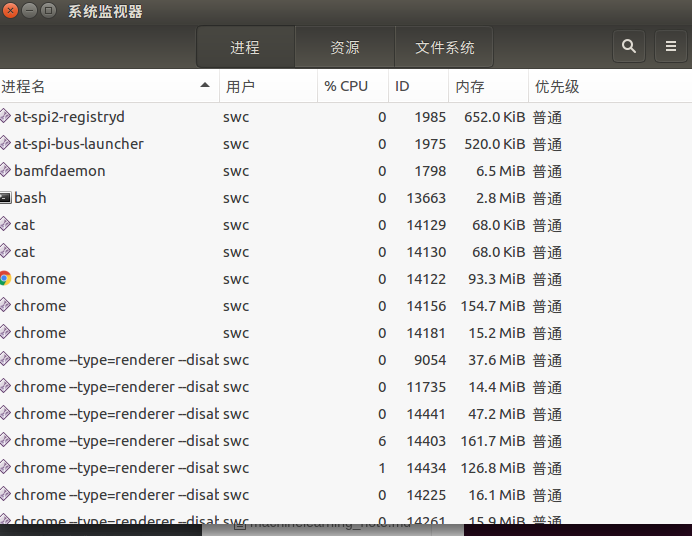 系统监视器
进程 资源 文件系统
进程名 用户 % CPU ID 内存 优先级
at-spi2-registryd swc 0 1985 652.0 KiB 普通
at-spi-bus-launcher swc 0 1975 520.0 KiB 普通
bamfdaemon swc 0 1798 6.5 MiB 普通
bash swc 0 13663 2.8 MiB 普通
cat swc 0 14129 68.0 KiB 普通
cat swc 0 14130 68.0 KiB 普通
chrome swc 0 14122 93.3 MiB 普通
chrome swc 0 14156 154.7 MiB 普通
chrome swc 0 14181 15.2 MiB 普通
chrome --type=renderer --disab swc 0 9054 37.6 MiB 普通
chrome --type=renderer --disab swc 0 11735 14.4 MiB 普通
chrome --type=renderer --disab swc 0 14441 47.2 MiB 普通
chrome --type=renderer --disab swc 6 14403 161.7 MiB 普通
chrome --type=renderer --disab swc 1 14434 126.8 MiB 普通
chrome --type=renderer --disab swc 0 14225 16.1 MiB 普通
chrome --type=renderer --disab swc 0 14261 15.9 MiB 普通
machinelearning_note.md